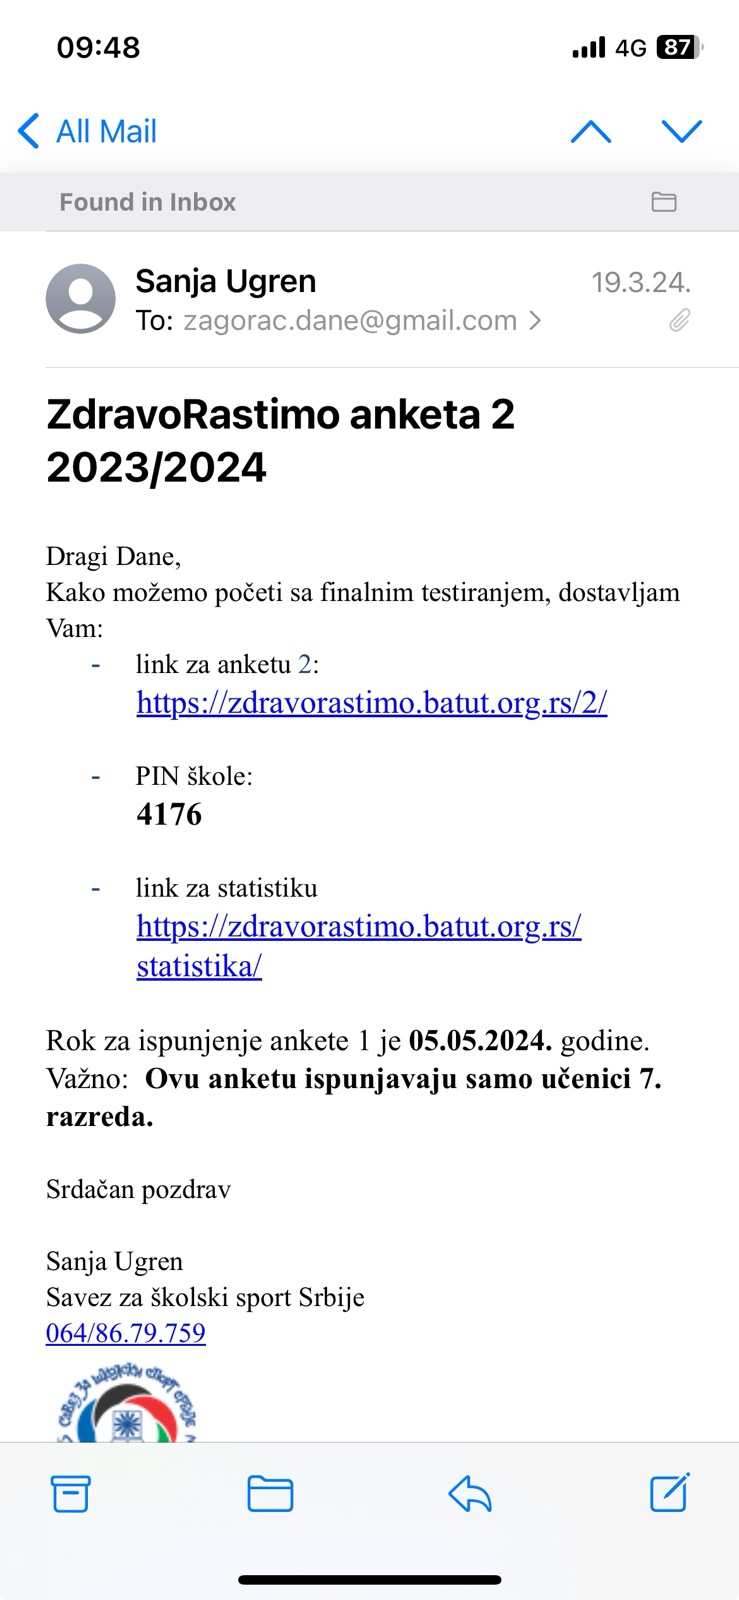 09:48
4G 87
All Mail
Found in Inbox
Sanja Ugren
19.3.24.
To: zagorac.dane@gmail.com
ZdravoRastimo anketa 2
2023/2024
Dragi Dane,
Kako možemo početi sa finalnim testiranjem, dostavljam
Vam:
- link za anketu 2:
https://zdravorastimo.batut.org.rs/2/
- PIN škole:
4176
- link za statistiku
https://zdravorastimo.batut.org.rs/
statistika/
Rok za ispunjenje ankete 1 je 05.05.2024. godine.
Važno: Ovu anketu ispunjavaju samo učenici 7.
razreda.
Srdačan pozdrav
Sanja Ugren
Savez za školski sport Srbije
064/86.79.759